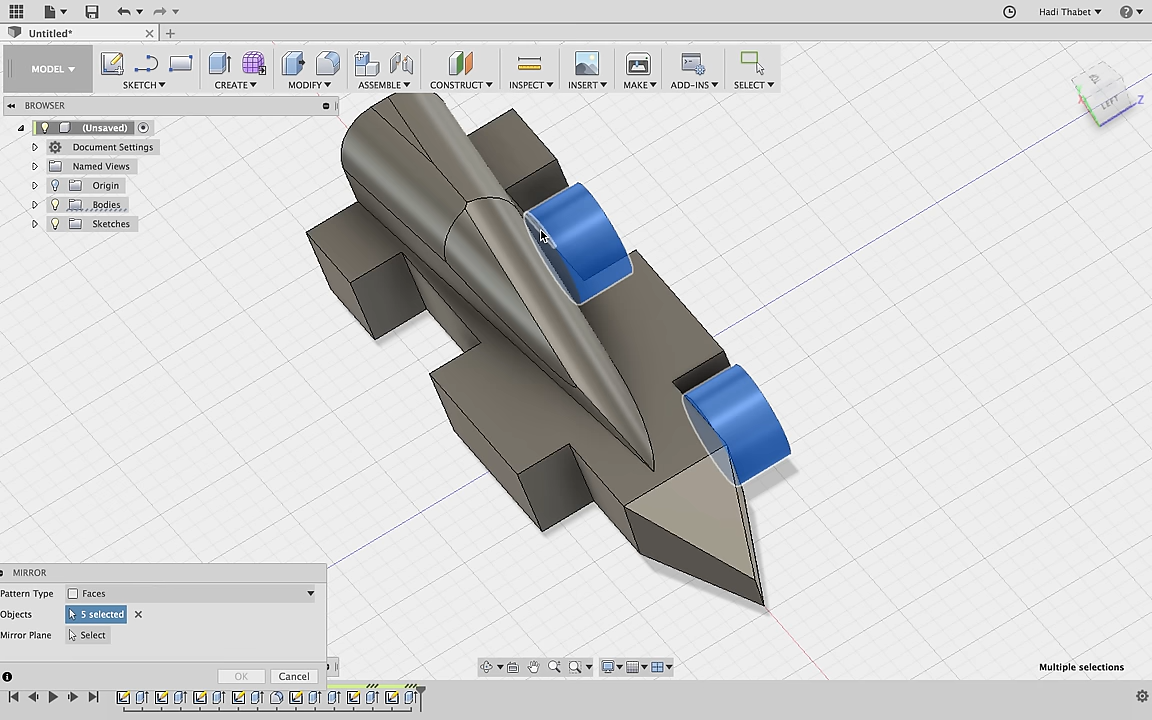 Hadi Thabet
Untitled*
MODEL
SKETCH
CREATE
MODIFY
ASSEMBLE
CONSTRUCT
INSPECT
INSERT
MAKE
ADD-INS
SELECT
BROWSER
(Unsaved)
Document Settings
Named Views
Origin
Bodies
Sketches
LEFT
Z
MIRROR
Pattern Type Faces
Objects 5 selected
Mirror Plane Select
OK Cancel
Multiple selections